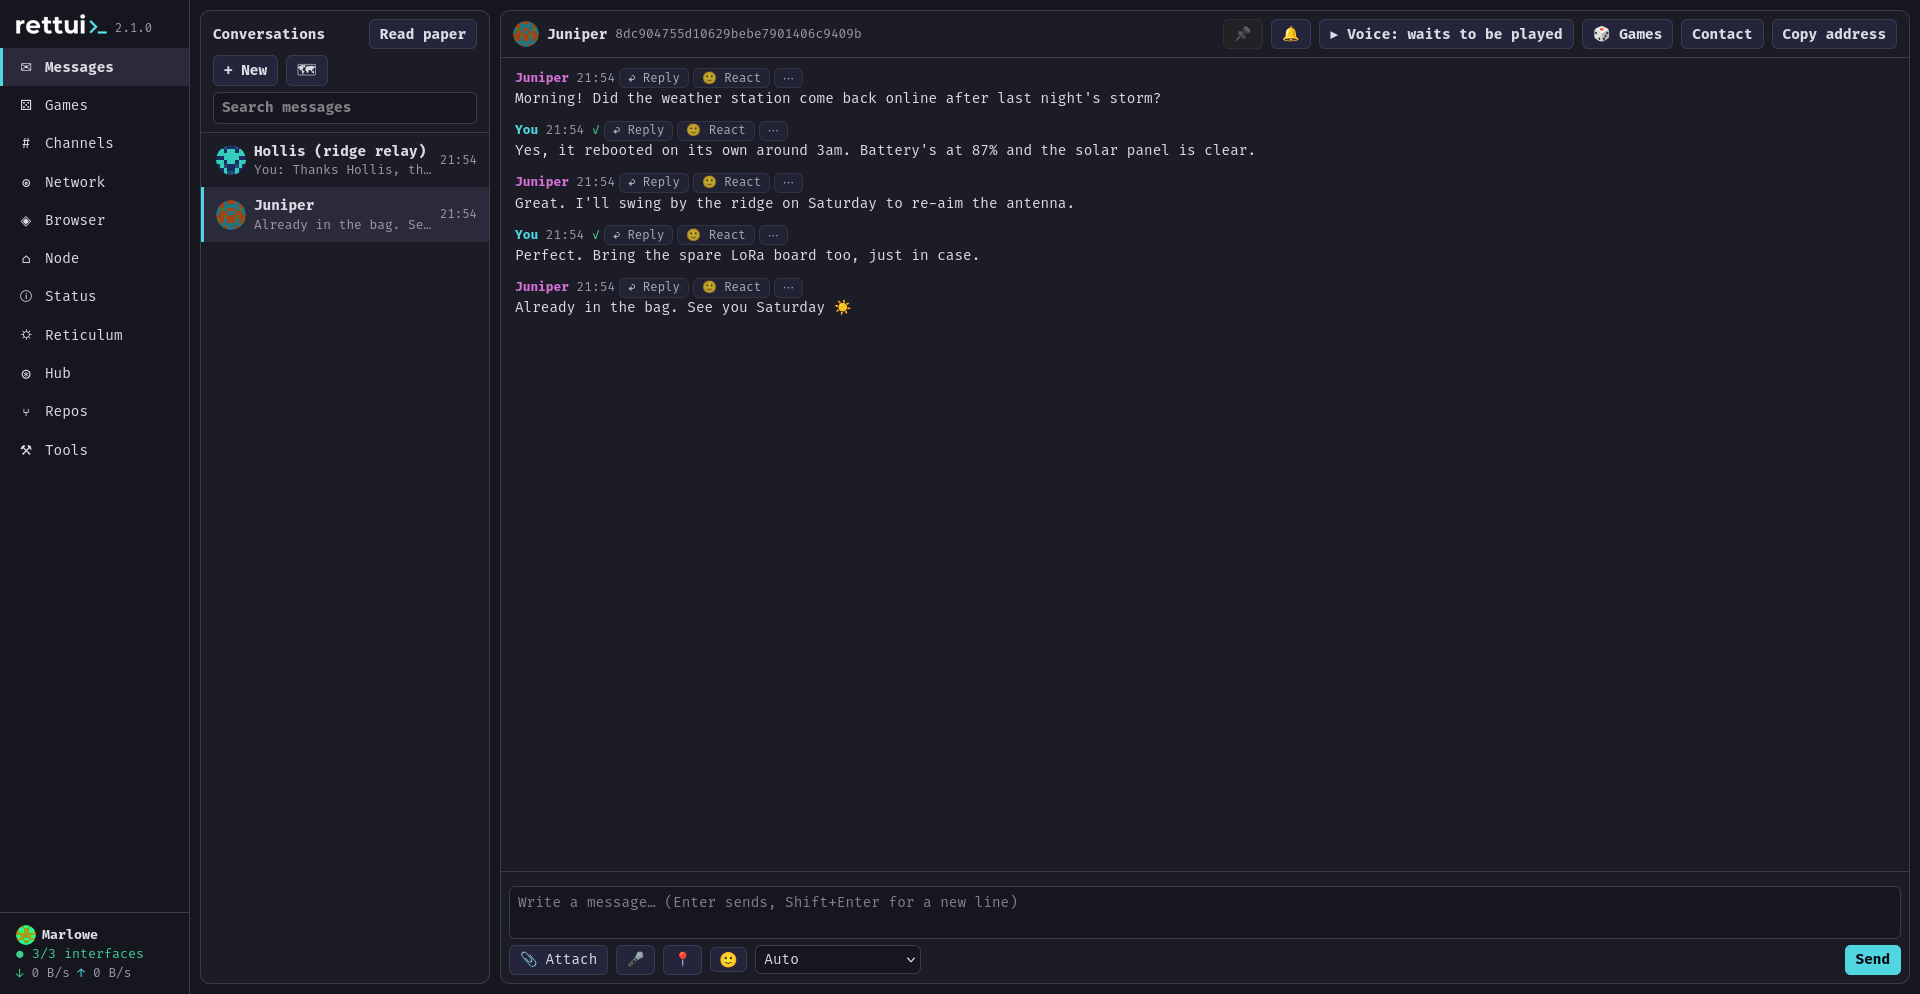 rettui 2.1.0
Messages
Games
# Channels
Network
Browser
Node
Status
Reticulum
Hub
Repos
Tools
Marlowe
3/3 interfaces
↓ 0 B/s ↑ 0 B/s
Conversations
Read paper
+ New
Search messages
Hollis (ridge relay)
You: Thanks Hollis, th…
21:54
Juniper
Already in the bag. Se…
21:54
Juniper 8dc904755d10629bebe7901406c9409b
Voice: waits to be played
Games
Contact
Copy address
Juniper 21:54 Reply React ···
Morning! Did the weather station come back online after last night's storm?
You 21:54 ✓ Reply React ···
Yes, it rebooted on its own around 3am. Battery's at 87% and the solar panel is clear.
Juniper 21:54 Reply React ···
Great. I'll swing by the ridge on Saturday to re-aim the antenna.
You 21:54 ✓ Reply React ···
Perfect. Bring the spare LoRa board too, just in case.
Juniper 21:54 Reply React ···
Already in the bag. See you Saturday ☀️
Write a message… (Enter sends, Shift+Enter for a new line)
Attach
Auto
Send